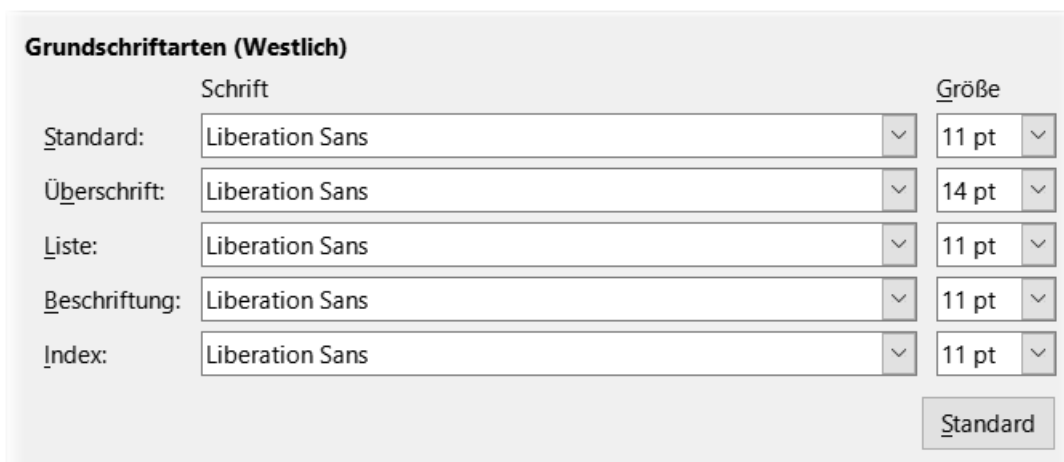 Grundschriftarten (Westlich)
Schrift Größe
Standard: Liberation Sans 11 pt
Überschrift: Liberation Sans 14 pt
Liste: Liberation Sans 11 pt
Beschriftung: Liberation Sans 11 pt
Index: Liberation Sans 11 pt
Standard